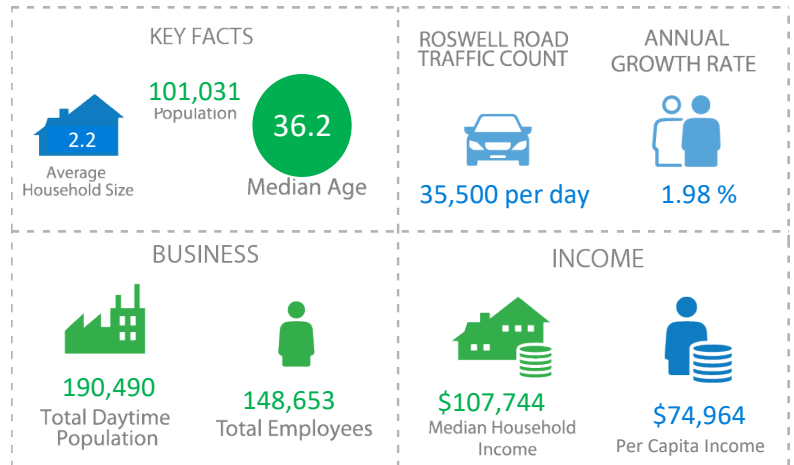 KEY FACTS
101,031
Population
2.2
Average
Household Size
36.2
Median Age
ROSWELL ROAD
TRAFFIC COUNT
35,500 per day
ANNUAL
GROWTH RATE
1.98 %
BUSINESS
190,490
Total Daytime
Population
148,653
Total Employees
INCOME
$107,744
Median Household
Income
$74,964
Per Capita Income